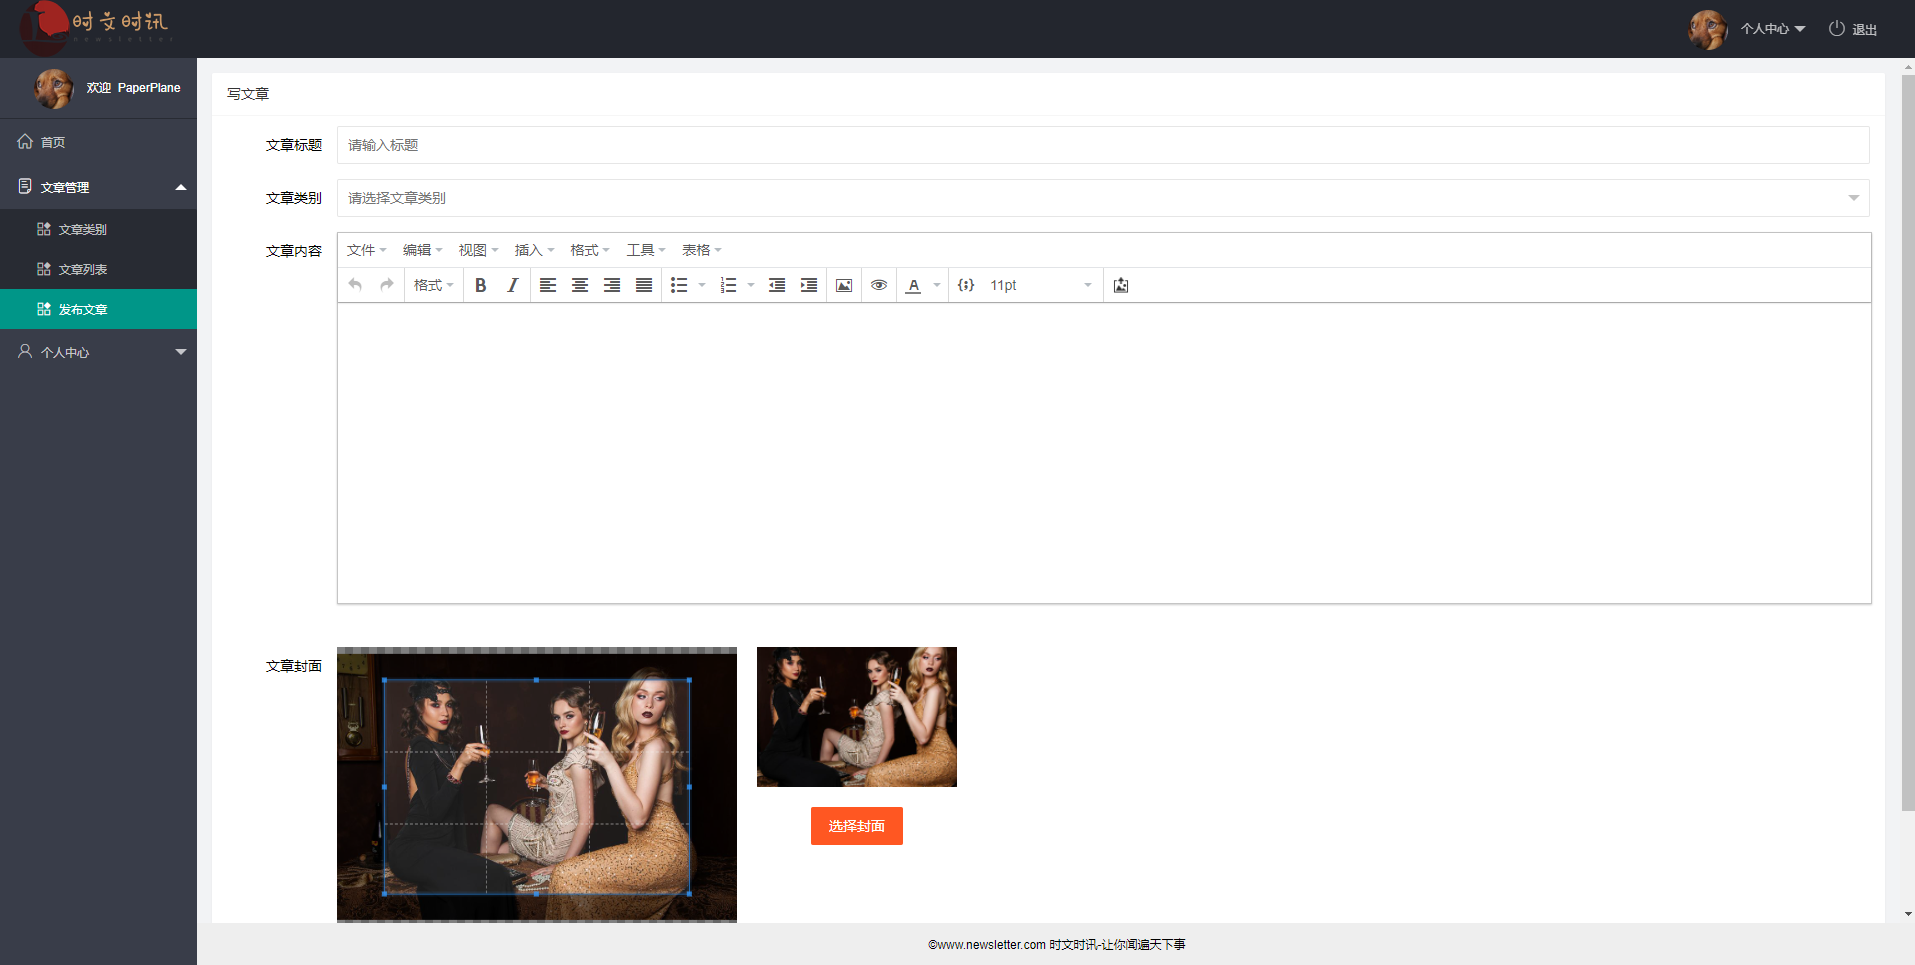 时文时讯
newsletter
个人中心
退出
欢迎 PaperPlane
首页
文章管理
文章类别
文章列表
发布文章
个人中心
写文章
文章标题
请输入标题
文章类别
请选择文章类别
文章内容
文件 编辑 视图 插入 格式 工具 表格
格式 B I A {;} 11pt
文章封面
选择封面
©www.newsletter.com 时文时讯-让你闻遍天下事